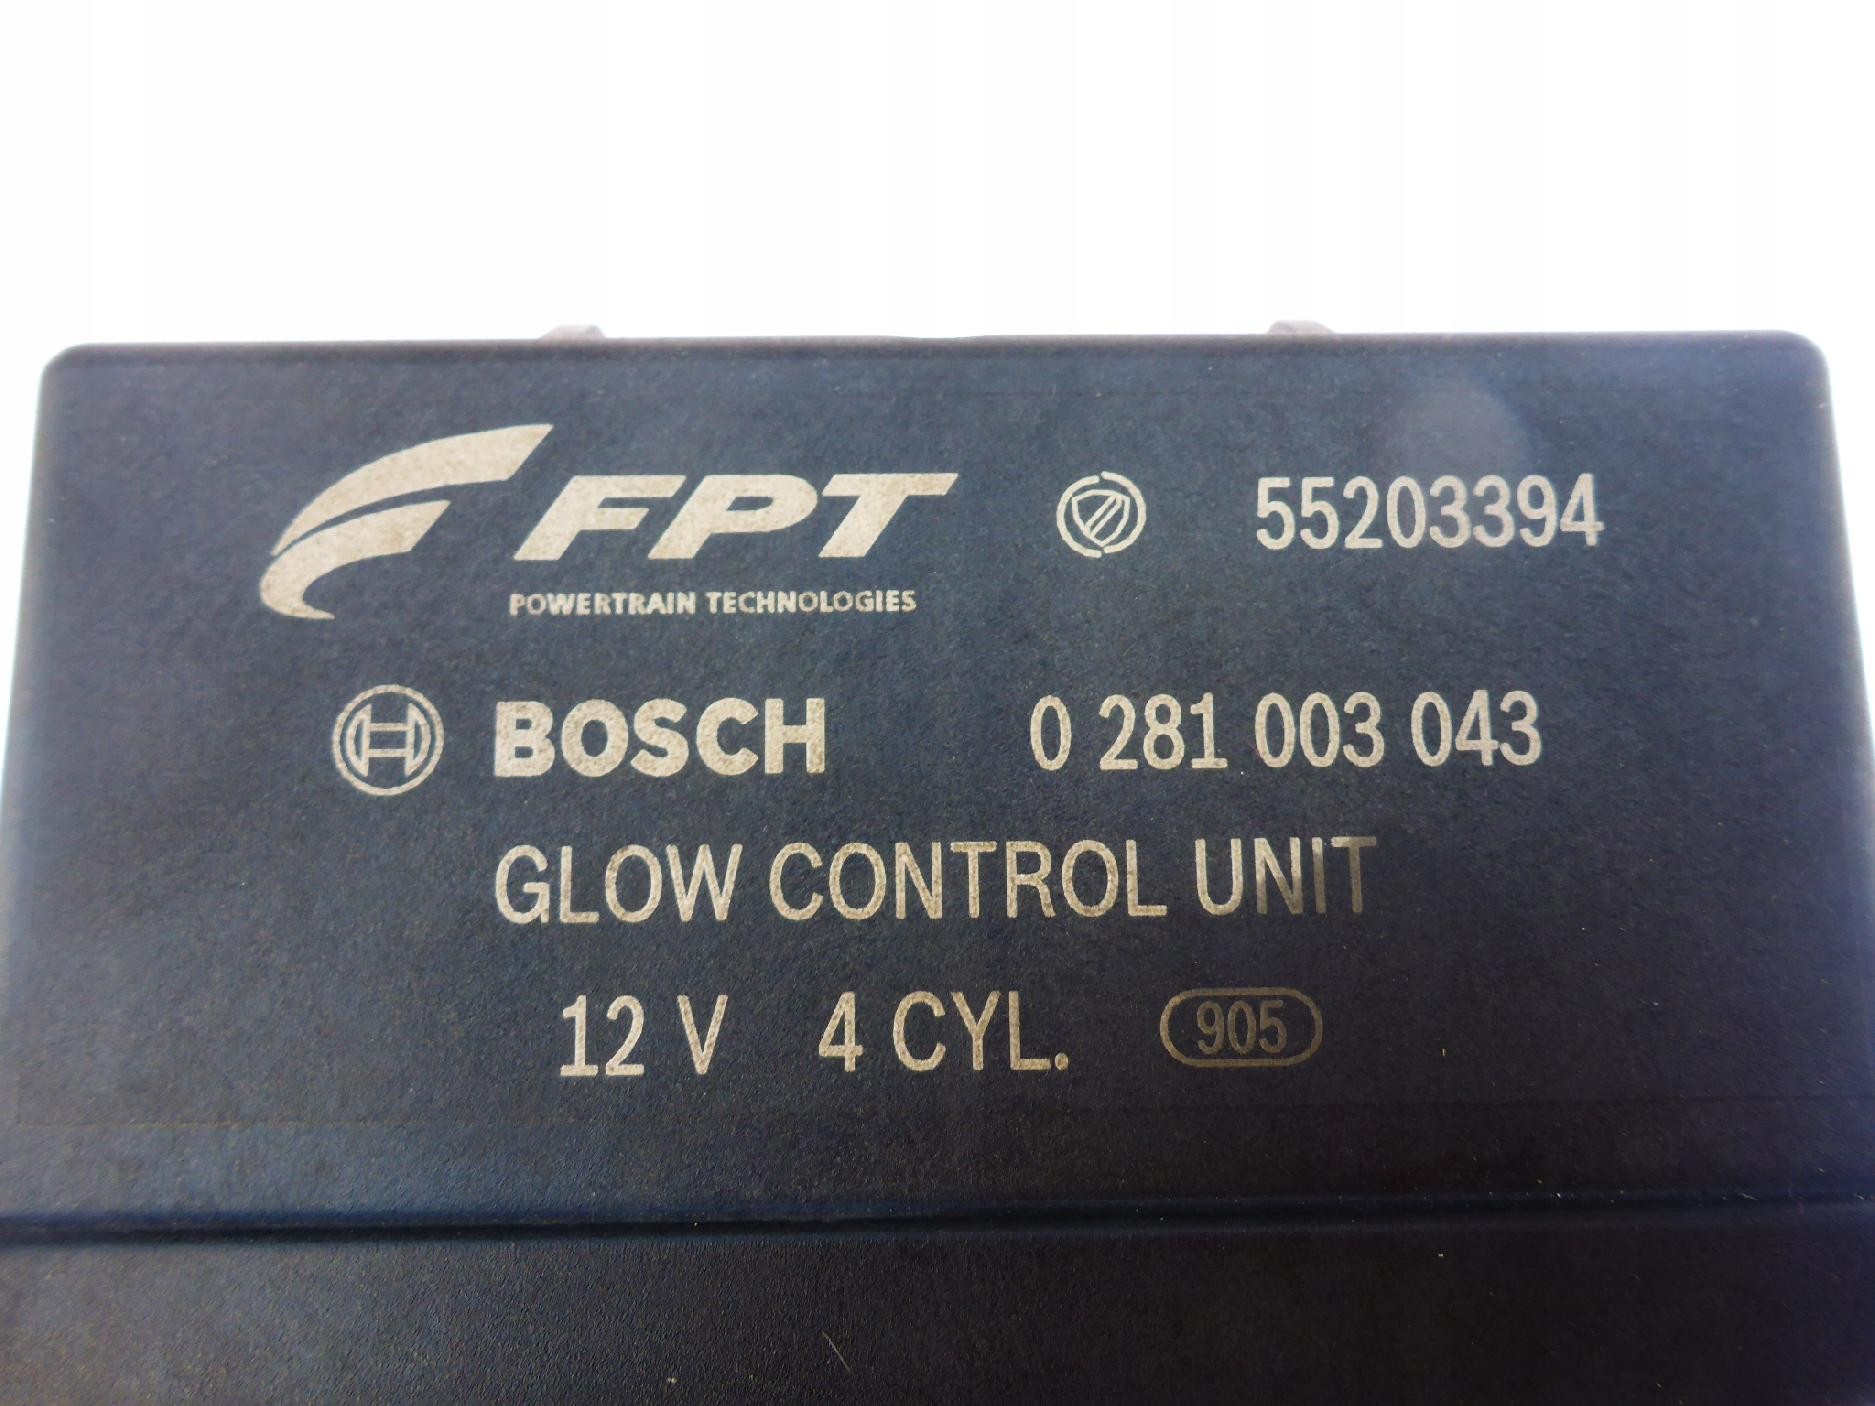 FPT 55203394
POWERTRAIN TECHNOLOGIES
BOSCH 0 281 003 043
GLOW CONTROL UNIT
12 V 4 CYL. 905